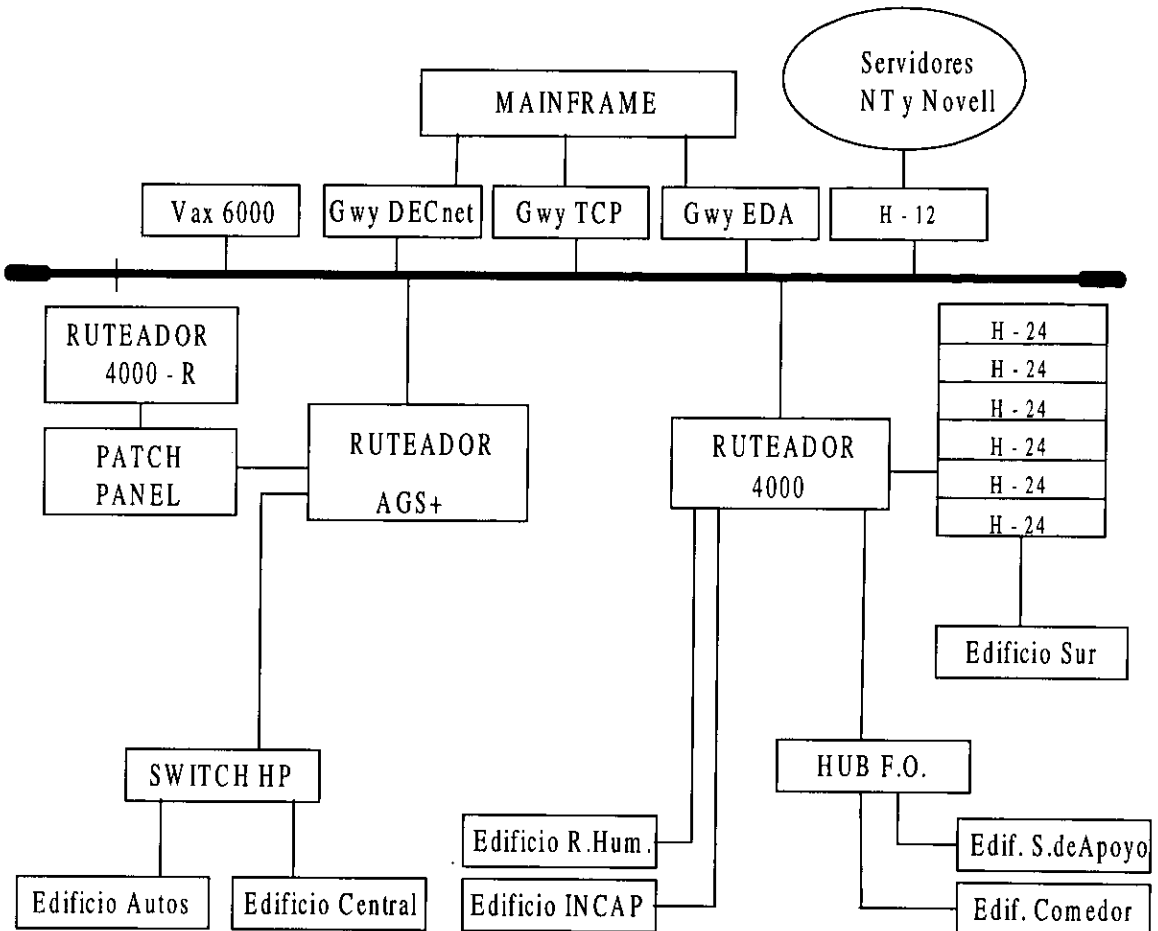 Servidores
NT y Novell
MAINFRAME
Vax 6000
Gwy DECnet
Gwy TCP
Gwy EDA
H - 12
RUTEADOR
4000 - R
H - 24
H - 24
H - 24
H - 24
H - 24
H - 24
PATCH
PANEL
RUTEADOR
AGS+
RUTEADOR
4000
Edificio Sur
SWITCH HP
HUB F.O.
Edificio R.Hum.
Edif. S.deApoyo
Edificio Autos
Edificio Central
Edificio INCAP
Edif. Comedor